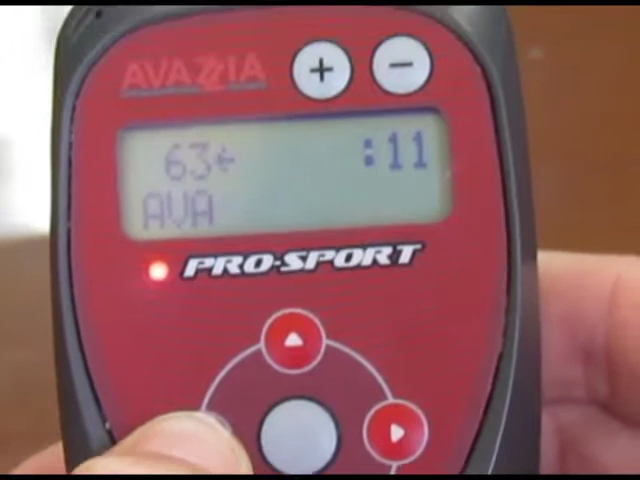 AVAZZIA
+ -
63← :11
AVA
PRO-SPORT